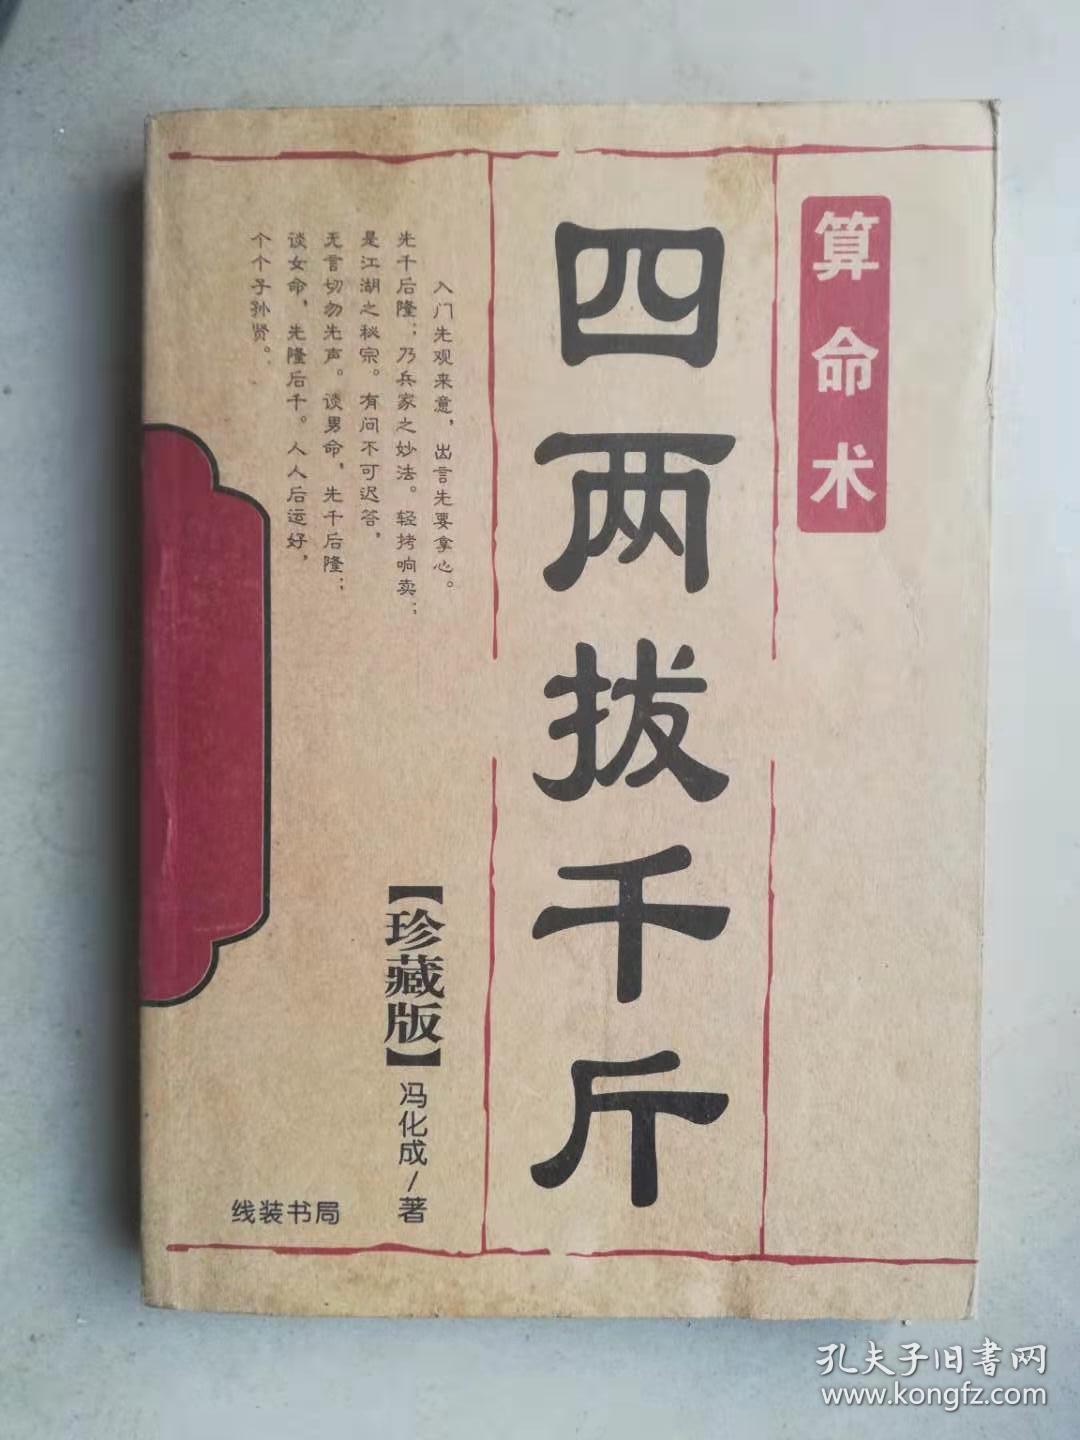 算命术
四两拔千斤
入门先观来意，出言先要拿心。
先千后隆；乃兵家之妙法。轻拷响卖；
是江湖之秘宗。有问不可迟答，
无言切勿先声。谈男命，先千后隆；
谈女命，先隆后千。人人后运好，
个个子孙贤。
【珍藏版】
冯化成/著
线装书局
孔夫子旧書网
www.kongfz.com